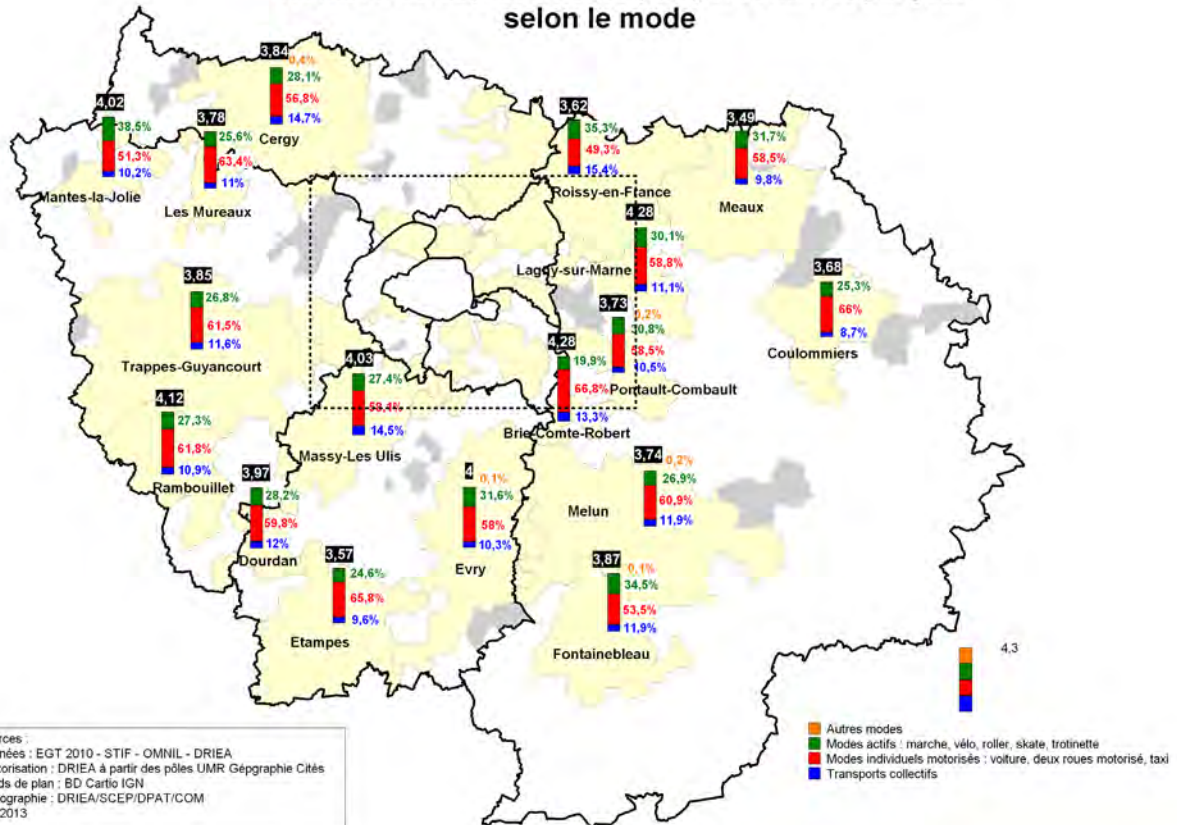 selon le mode
3,84
0,4%
28,1%
56,8%
14,7%
Cergy
4,02
38,5%
51,3%
10,2%
Mantes-la-Jolie
3,78
25,6%
63,4%
11%
Les Mureaux
3,62
35,3%
49,3%
15,4%
Roissy-en-France
3,49
31,7%
58,5%
9,8%
Meaux
4,28
30,1%
58,8%
11,1%
Lagny-sur-Marne
3,68
25,3%
66%
8,7%
Coulommiers
3,85
26,8%
61,5%
11,6%
Trappes-Guyancourt
3,73
0,2%
30,8%
58,5%
10,5%
Pontault-Combault
4,28
19,9%
66,8%
13,3%
Brie-Comte-Robert
4,03
27,4%
14,5%
Massy-Les Ulis
4,12
27,3%
61,8%
10,9%
Rambouillet
3,97
28,2%
59,8%
12%
Dourdan
4
0,1%
31,6%
58%
10,3%
Evry
3,74
0,2%
26,9%
60,9%
11,9%
Melun
3,57
24,6%
65,8%
9,6%
Etampes
3,87
0,1%
34,5%
53,5%
11,9%
Fontainebleau
4,3
Autres modes
Modes actifs : marche, vélo, roller, skate, trotinette
Modes individuels motorisés : voiture, deux roues motorisé, taxi
Transports collectifs
rces :
nées : EGT 2010 - STIF - OMNIL - DRIEA
torisation : DRIEA à partir des pôles UMR Gépgraphie Cités
ds de plan : BD Cartio IGN
ographie : DRIEA/SCEP/DPAT/COM
2013